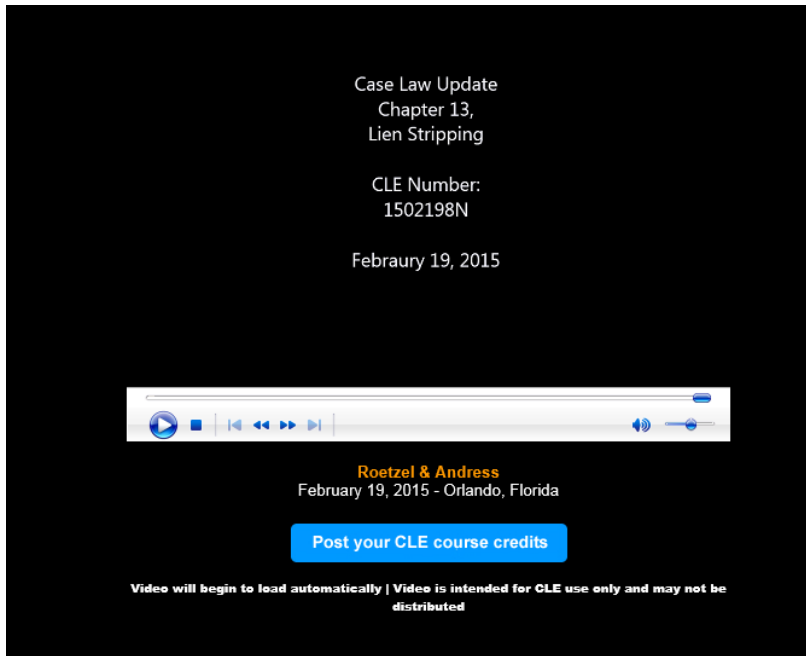 Case Law Update
Chapter 13,
Lien Stripping
CLE Number:
1502198N
Febraury 19, 2015
Roetzel & Andress
February 19, 2015 - Orlando, Florida
Post your CLE course credits
Video will begin to load automatically | Video is intended for CLE use only and may not be
distributed